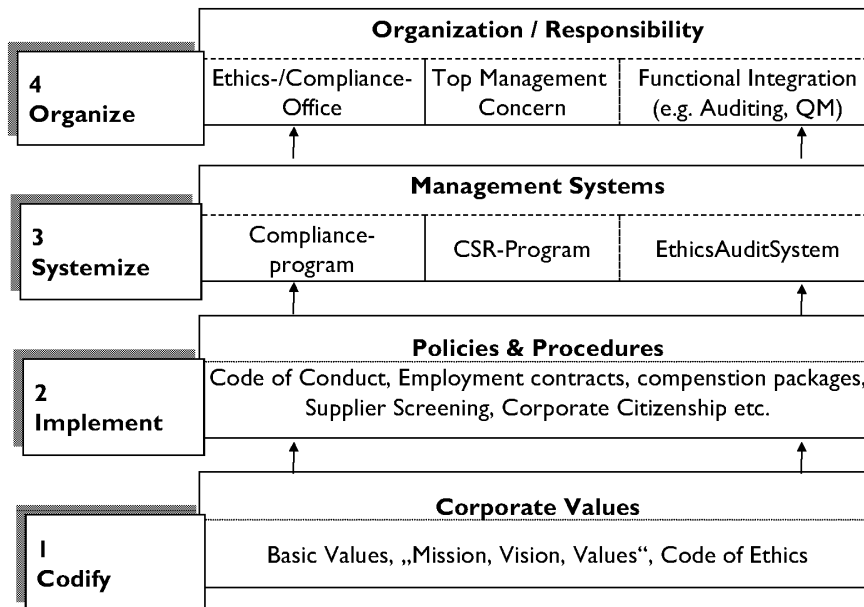 Organization / Responsibility
4
Organize
Ethics-/Compliance-
Office
Top Management
Concern
Functional Integration
(e.g. Auditing, QM)
Management Systems
3
Systemize
Compliance-
program
CSR-Program
EthicsAuditSystem
Policies & Procedures
2
Implement
Code of Conduct, Employment contracts, compenstion packages,
Supplier Screening, Corporate Citizenship etc.
Corporate Values
1
Codify
Basic Values, „Mission, Vision, Values“, Code of Ethics